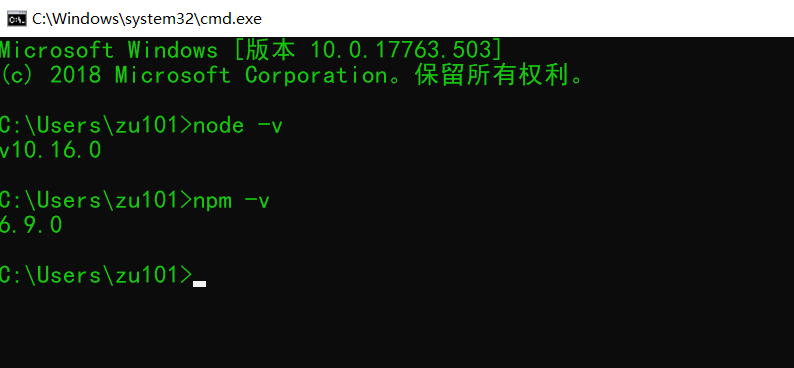 C:\Windows\system32\cmd.exe
Microsoft Windows [版本 10.0.17763.503]
(c) 2018 Microsoft Corporation。保留所有权利。
C:\Users\zu101>node -v
v10.16.0
C:\Users\zu101>npm -v
6.9.0
C:\Users\zu101>